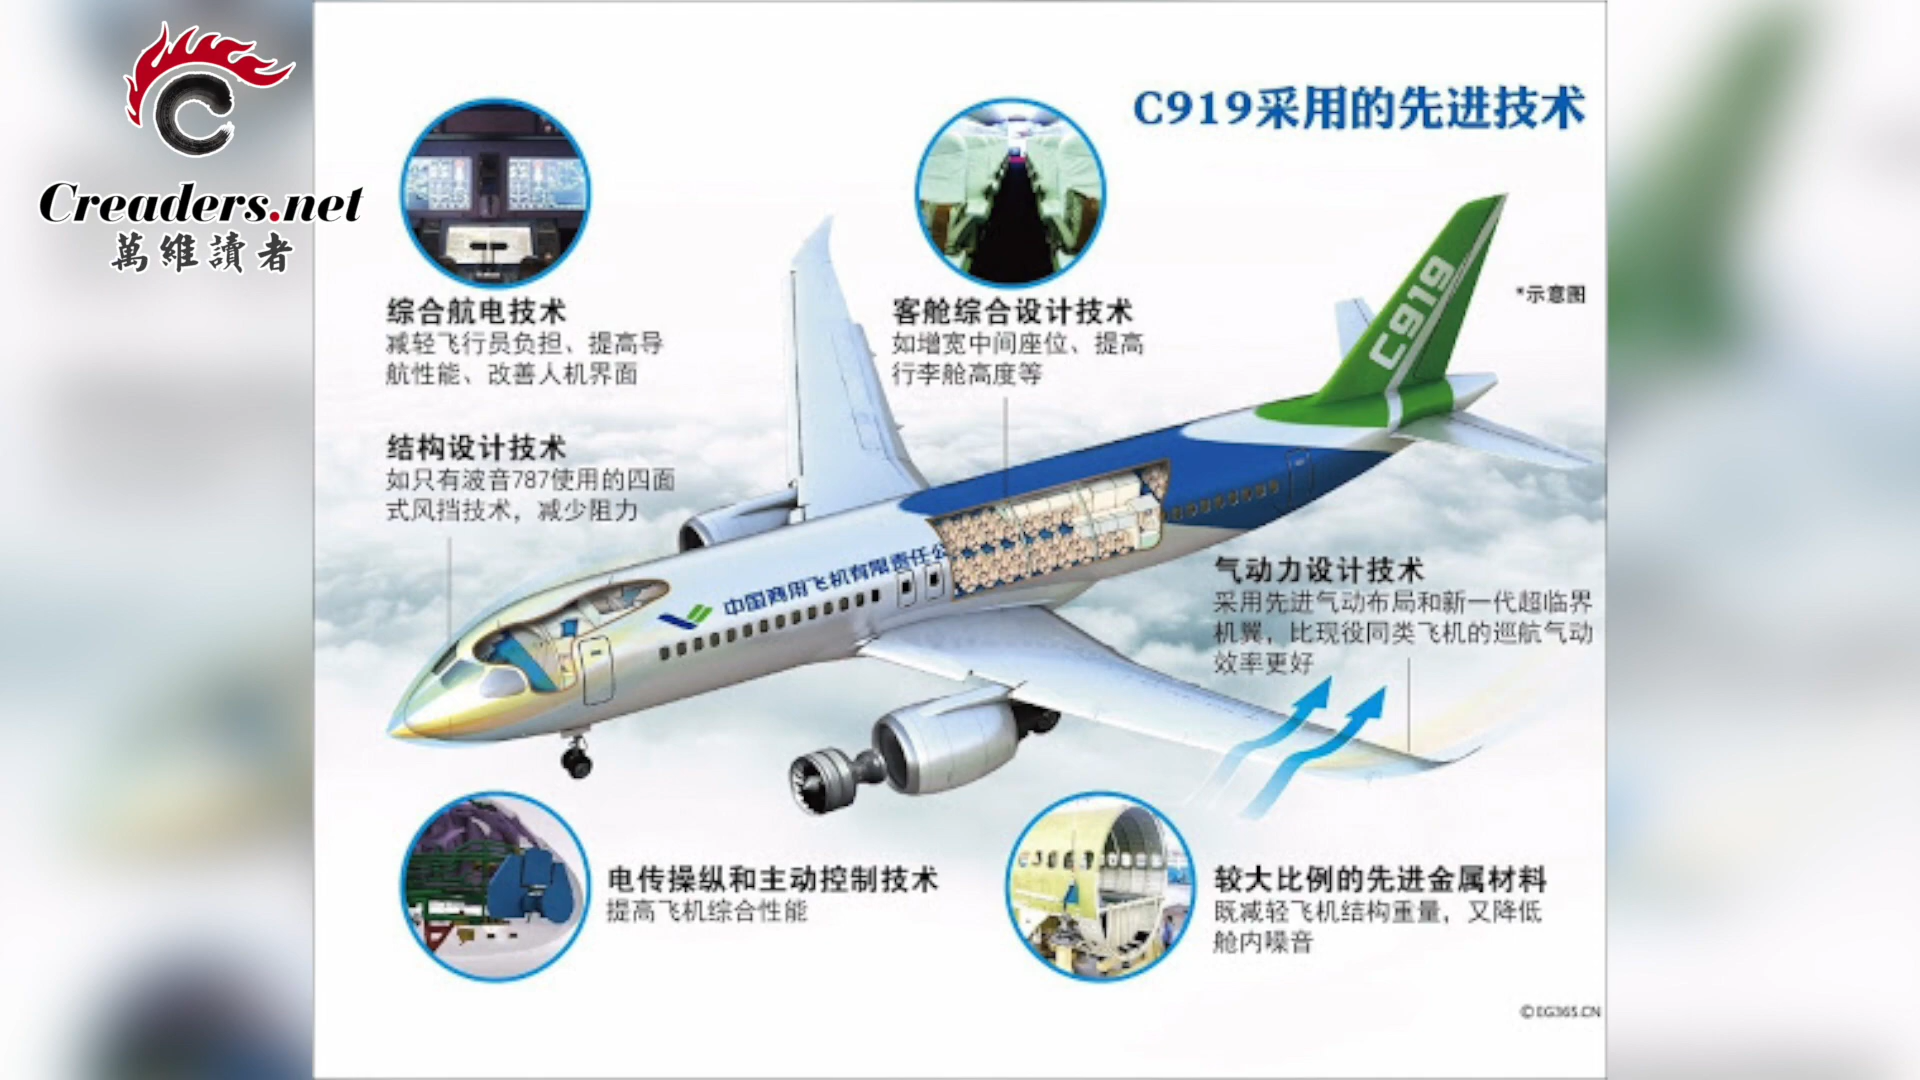 Creaders.net
萬維讀者
C919采用的先进技术
*示意图
综合航电技术
减轻飞行员负担、提高导
航性能、改善人机界面
客舱综合设计技术
如增宽中间座位、提高
行李舱高度等
结构设计技术
如只有波音787使用的四面
式风挡技术，减少阻力
C919
中国商用飞机有限责任公
气动力设计技术
采用先进气动布局和新一代超临界
机翼，比现役同类飞机的巡航气动
效率更好
电传操纵和主动控制技术
提高飞机综合性能
较大比例的先进金属材料
既减轻飞机结构重量，又降低
舱内噪音
©EG365.CN